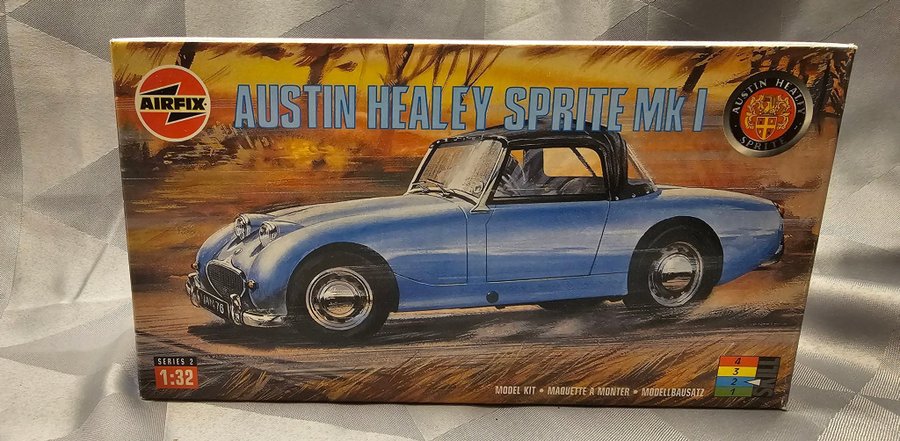 AIRFIX
AUSTIN HEALEY SPRITE Mk I
AUSTIN HEALEY
SPRITE
SERIES 2
1:32
MODEL KIT • MAQUETTE A MONTER • MODELLBAUSATZ
4
3
2
1
SKILL